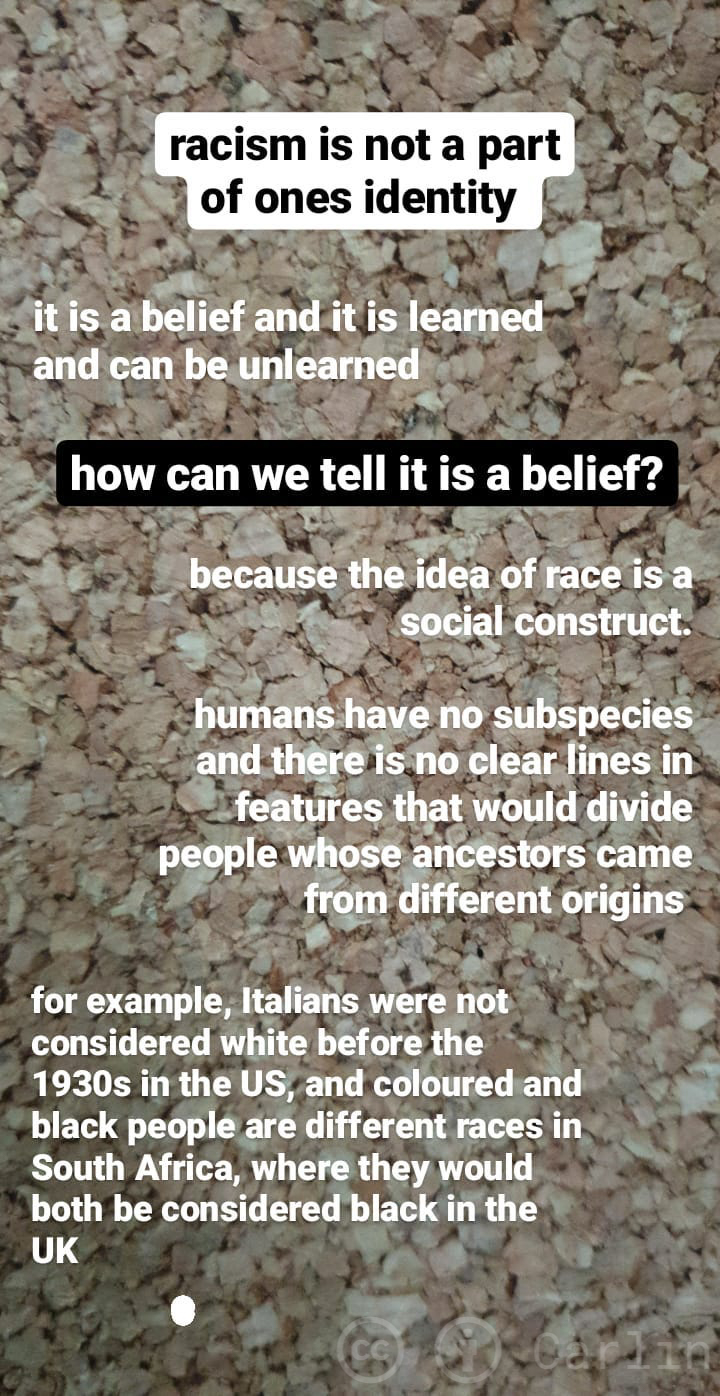 racism is not a part
of ones identity
it is a belief and it is learned
and can be unlearned
how can we tell it is a belief?
because the idea of race is a
social construct.
humans have no subspecies
and there is no clear lines in
features that would divide
people whose ancestors came
from different origins
for example, Italians were not
considered white before the
1930s in the US, and coloured and
black people are different races in
South Africa, where they would
both be considered black in the
UK
cc Carlin